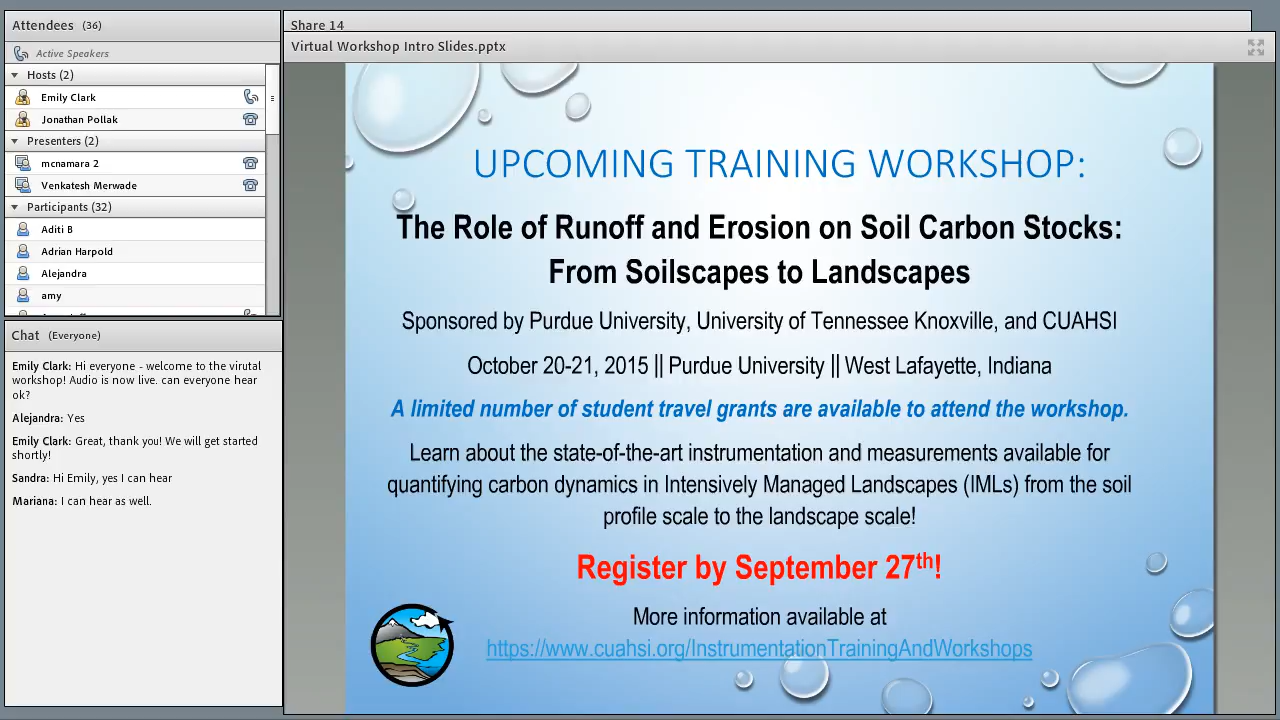 Attendees (36)
Active Speakers
Hosts (2)
Emily Clark
Jonathan Pollak
Presenters (2)
mcnamara 2
Venkatesh Merwade
Participants (32)
Aditi B
Adrian Harpold
Alejandra
amy
Chat (Everyone)
Emily Clark: Hi everyone - welcome to the virutal
workshop! Audio is now live. can everyone hear
ok?
Alejandra: Yes
Emily Clark: Great, thank you! We will get started
shortly!
Sandra: Hi Emily, yes I can hear
Mariana: I can hear as well.
Share 14
Virtual Workshop Intro Slides.pptx
UPCOMING TRAINING WORKSHOP:
The Role of Runoff and Erosion on Soil Carbon Stocks:
From Soilscapes to Landscapes
Sponsored by Purdue University, University of Tennessee Knoxville, and CUAHSI
October 20-21, 2015 || Purdue University || West Lafayette, Indiana
A limited number of student travel grants are available to attend the workshop.
Learn about the state-of-the-art instrumentation and measurements available for
quantifying carbon dynamics in Intensively Managed Landscapes (IMLs) from the soil
profile scale to the landscape scale!
Register by September 27th!
More information available at
https://www.cuahsi.org/InstrumentationTrainingAndWorkshops